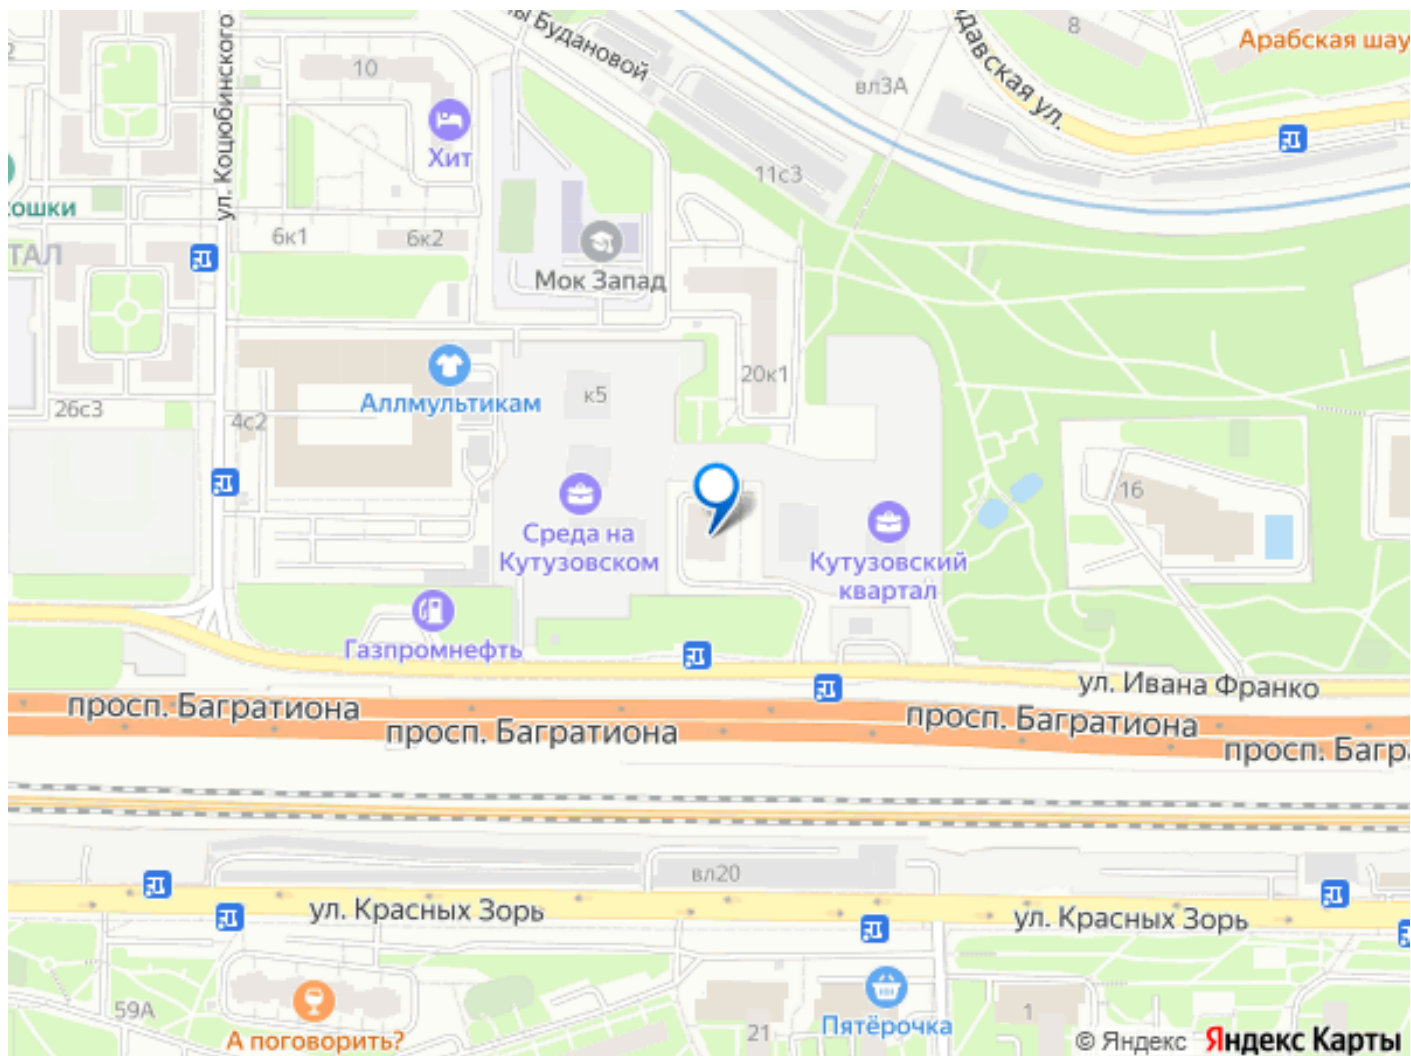 ны Будановой
8
Арабская шау
10
ул. Коцюбинского
вл3А
давская ул.
Хит
11с3
ошки
6к1
6к2
ТАЛ
Мок Запад
20к1
к5
Аллмультикам
26с3
4с2
16
Среда на
Кутузовском
Кутузовский
квартал
Газпромнефть
ул. Ивана Франко
просп. Багратиона
просп. Багратиона
просп. Багратиона
просп. Багр
вл20
ул. Красных Зорь
ул. Красных Зорь
59А
А поговорить?
21
Пятёрочка
1
© Яндекс Яндекс Карты